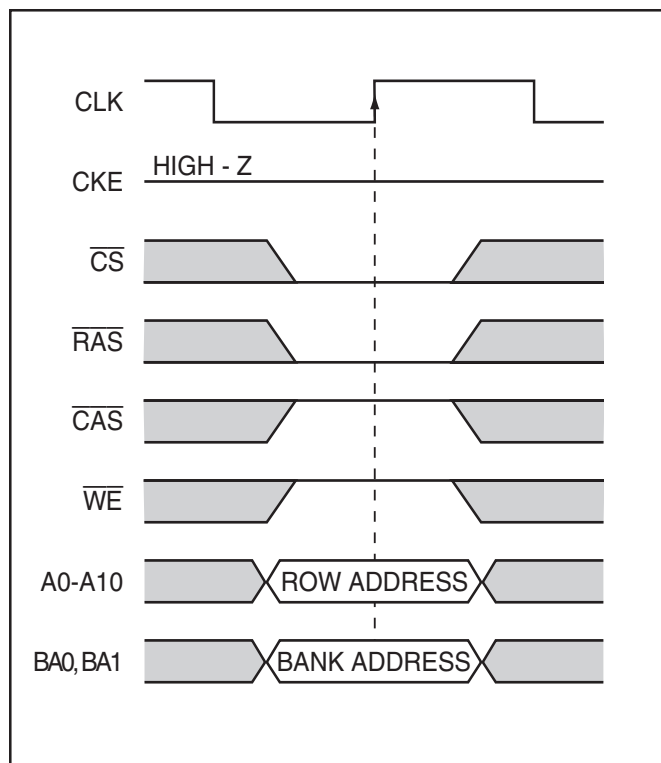 CLK
CKE HIGH - Z
CS
RAS
CAS
WE
A0-A10 ROW ADDRESS
BA0, BA1 BANK ADDRESS